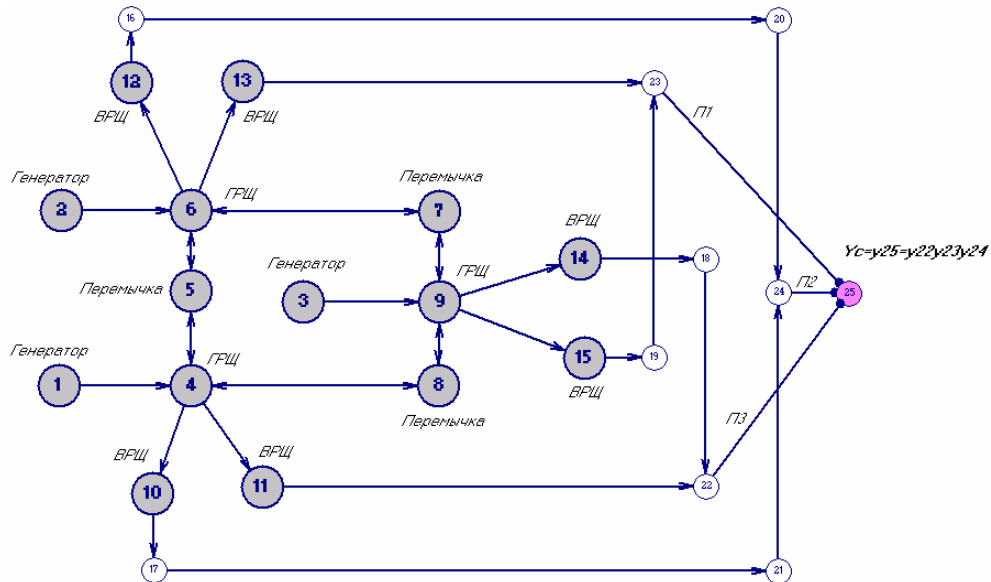 16
20
12
13
23
ВРЩ
ВРЩ
П1
Генератор
ГРЩ
Перемычка
2
6
7
ВРЩ
14
18
Yc=y25=y22y23y24
Генератор
ГРЩ
Перемычка
5
3
9
24
П2
25
Генератор
ГРЩ
15
19
1
4
8
ВРЩ
Перемычка
П3
ВРЩ
ВРЩ
10
11
22
17
21